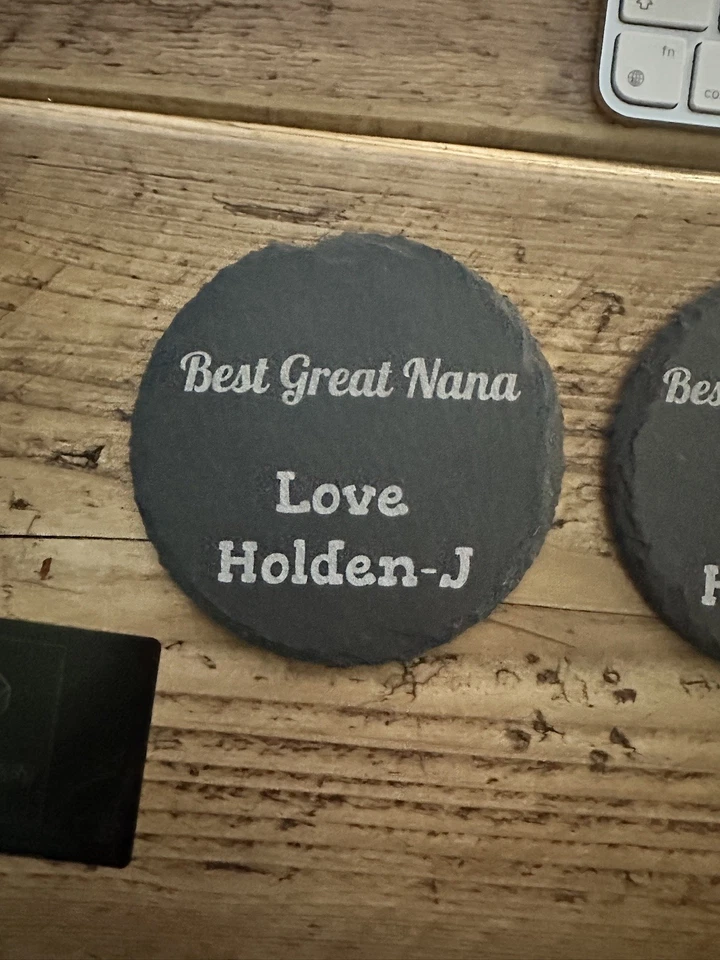 fn
Best Great Nana
Love
Holden-J